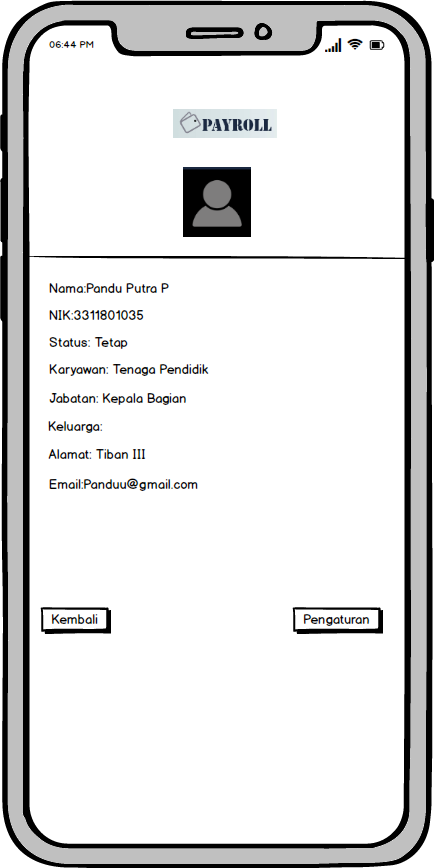 06:44 PM
PAYROLL
Nama:Pandu Putra P
NIK:3311801035
Status: Tetap
Karyawan: Tenaga Pendidik
Jabatan: Kepala Bagian
Keluarga:
Alamat: Tiban III
Email:Panduu@gmail.com
Kembali
Pengaturan